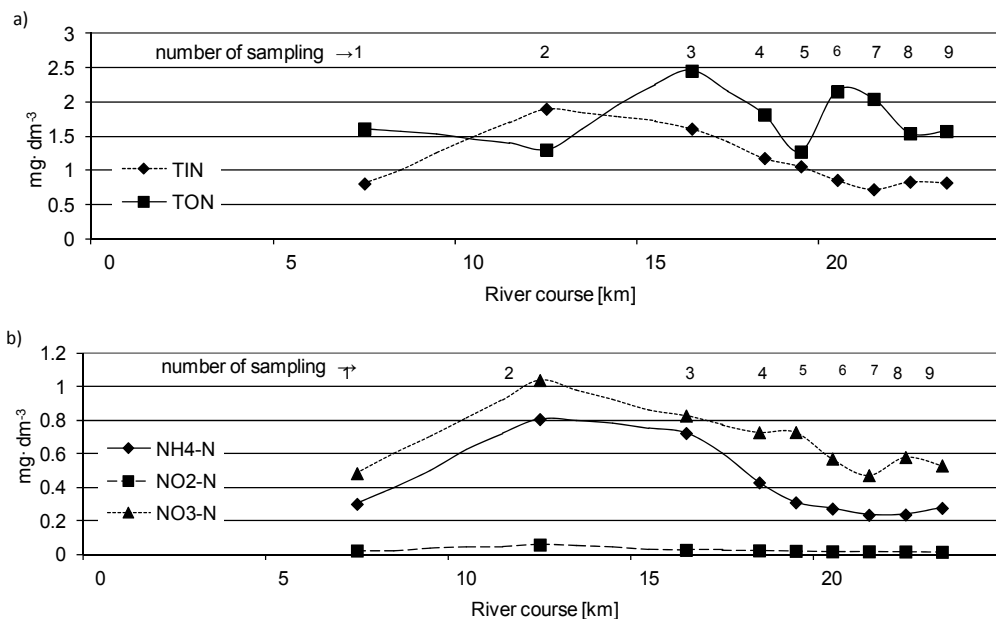 a)
3
2.5
2
1.5
1
0.5
0
mg· dm-3
number of sampling →1 2 3 4 5 6 7 8 9
TIN
TON
0 5 10 15 20
River course [km]
b)
1.2
1
0.8
0.6
0.4
0.2
0
mg·dm-3
number of sampling →1 2 3 4 5 6 7 8 9
NH4-N
NO2-N
NO3-N
0 5 10 15 20
River course [km]